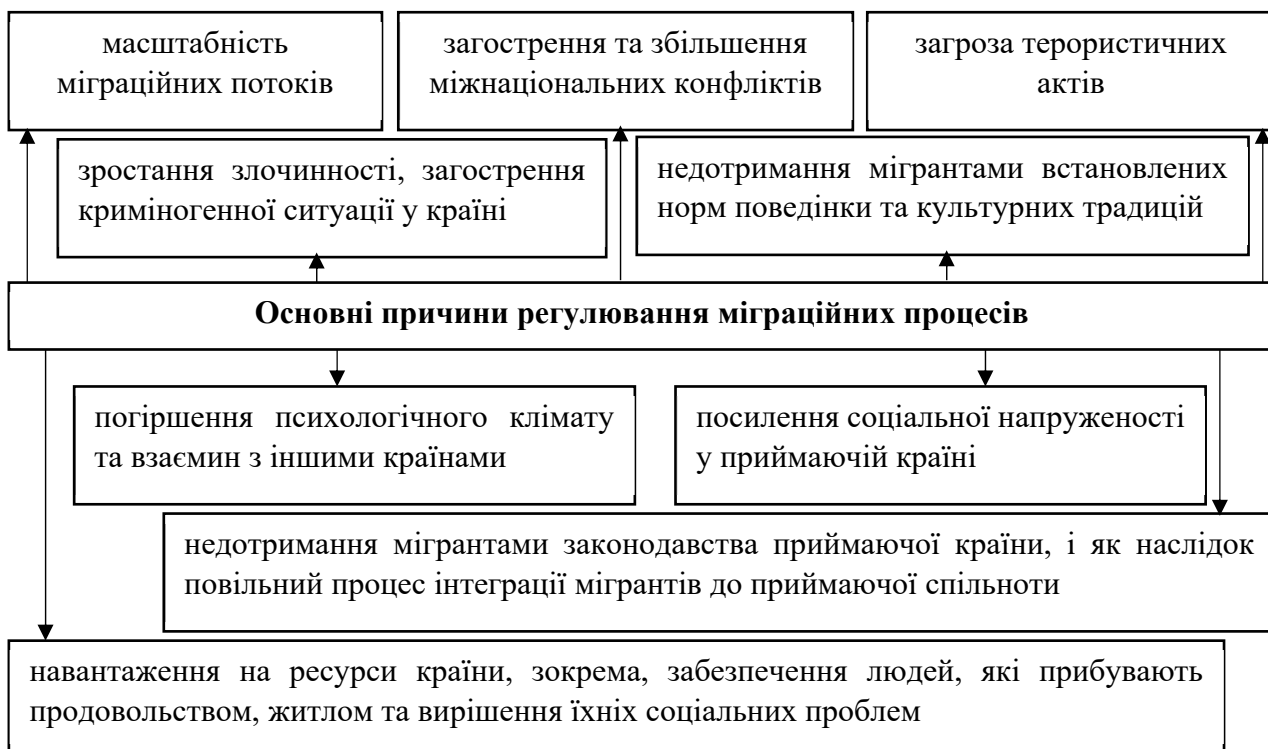 масштабність
міграційних потоків
загострення та збільшення
міжнаціональних конфліктів
загроза терористичних
актів
зростання злочинності, загострення
криміногенної ситуації у країні
недотримання мігрантами встановлених
норм поведінки та культурних традицій
Основні причини регулювання міграційних процесів
погіршення психологічного клімату
та взаємин з іншими країнами
посилення соціальної напруженості
у приймаючій країні
недотримання мігрантами законодавства приймаючої країни, і як наслідок
повільний процес інтеграції мігрантів до приймаючої спільноти
навантаження на ресурси країни, зокрема, забезпечення людей, які прибувають
продовольством, житлом та вирішення їхніх соціальних проблем